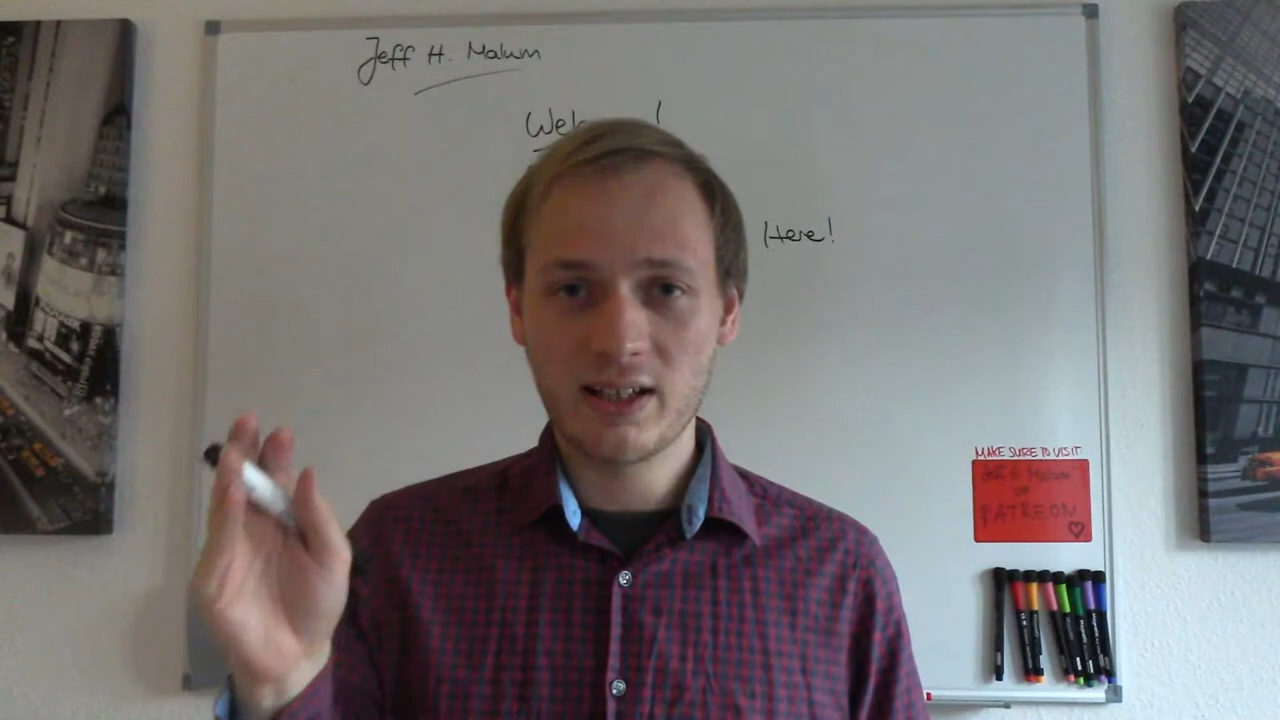 Jeff H. Malum
Here!
MAKE SURE TO VISIT
Jeff H. Malum
on
PATREON